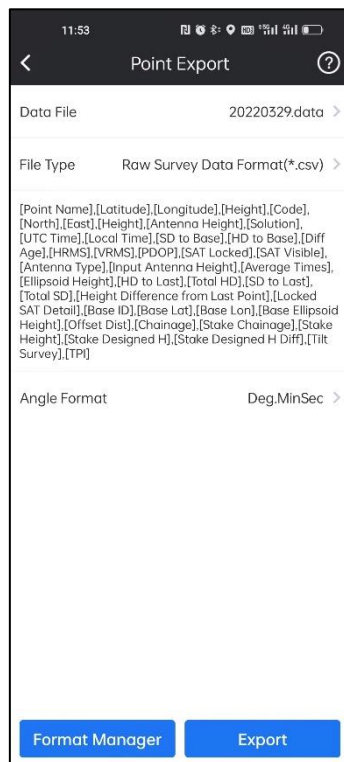 11:53
Point Export
Data File 20220329.data
File Type Raw Survey Data Format(*.csv)
[Point Name],[Latitude],[Longitude],[Height],[Code],
[North],[East],[Height],[Antenna Height],[Solution],
[UTC Time],[Local Time],[SD to Base],[HD to Base],[Diff
Age],[HRMS],[VRMS],[PDOP],[SAT Locked],[SAT Visible],
[Antenna Type],[Input Antenna Height],[Average Times],
[Ellipsoid Height],[HD to Last],[Total HD],[SD to Last],
[Total SD],[Height Difference from Last Point],[Locked
SAT Detail],[Base ID],[Base Lat],[Base Lon],[Base Ellipsoid
Height],[Offset Dist],[Chainage],[Stake Chainage],[Stake
Height],[Stake Designed H],[Stake Designed H Diff],[Tilt
Survey],[TPI]
Angle Format Deg.MinSec
Format Manager Export